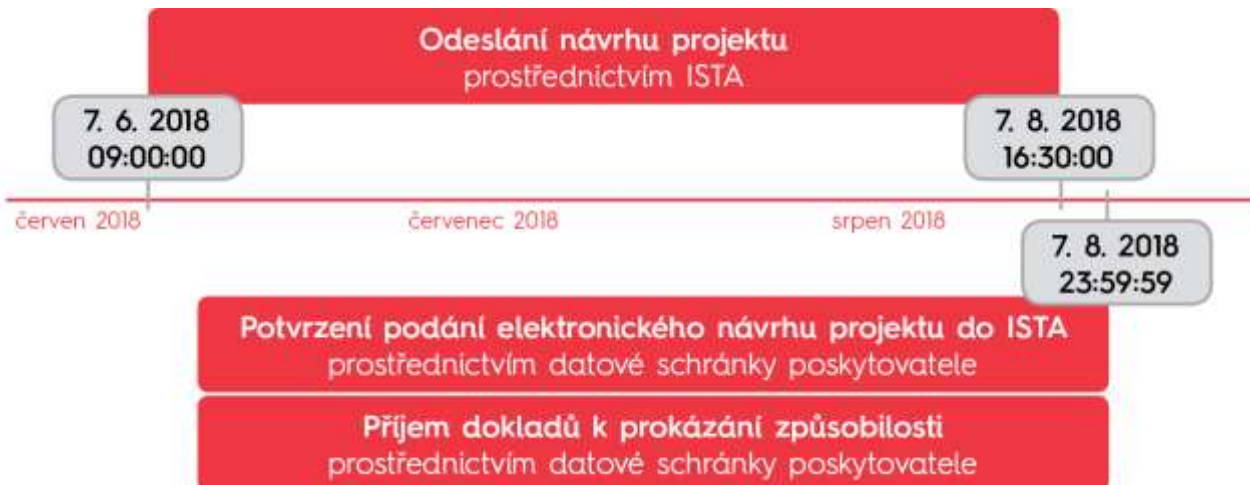 Odeslání návrhu projektu
prostřednictvím ISTA
7. 6. 2018
09:00:00
7. 8. 2018
16:30:00
červen 2018
červenec 2018
srpen 2018
7. 8. 2018
23:59:59
Potvrzení podání elektronického návrhu projektu do ISTA
prostřednictvím datové schránky poskytovatele
Příjem dokladů k prokázání způsobilosti
prostřednictvím datové schránky poskytovatele